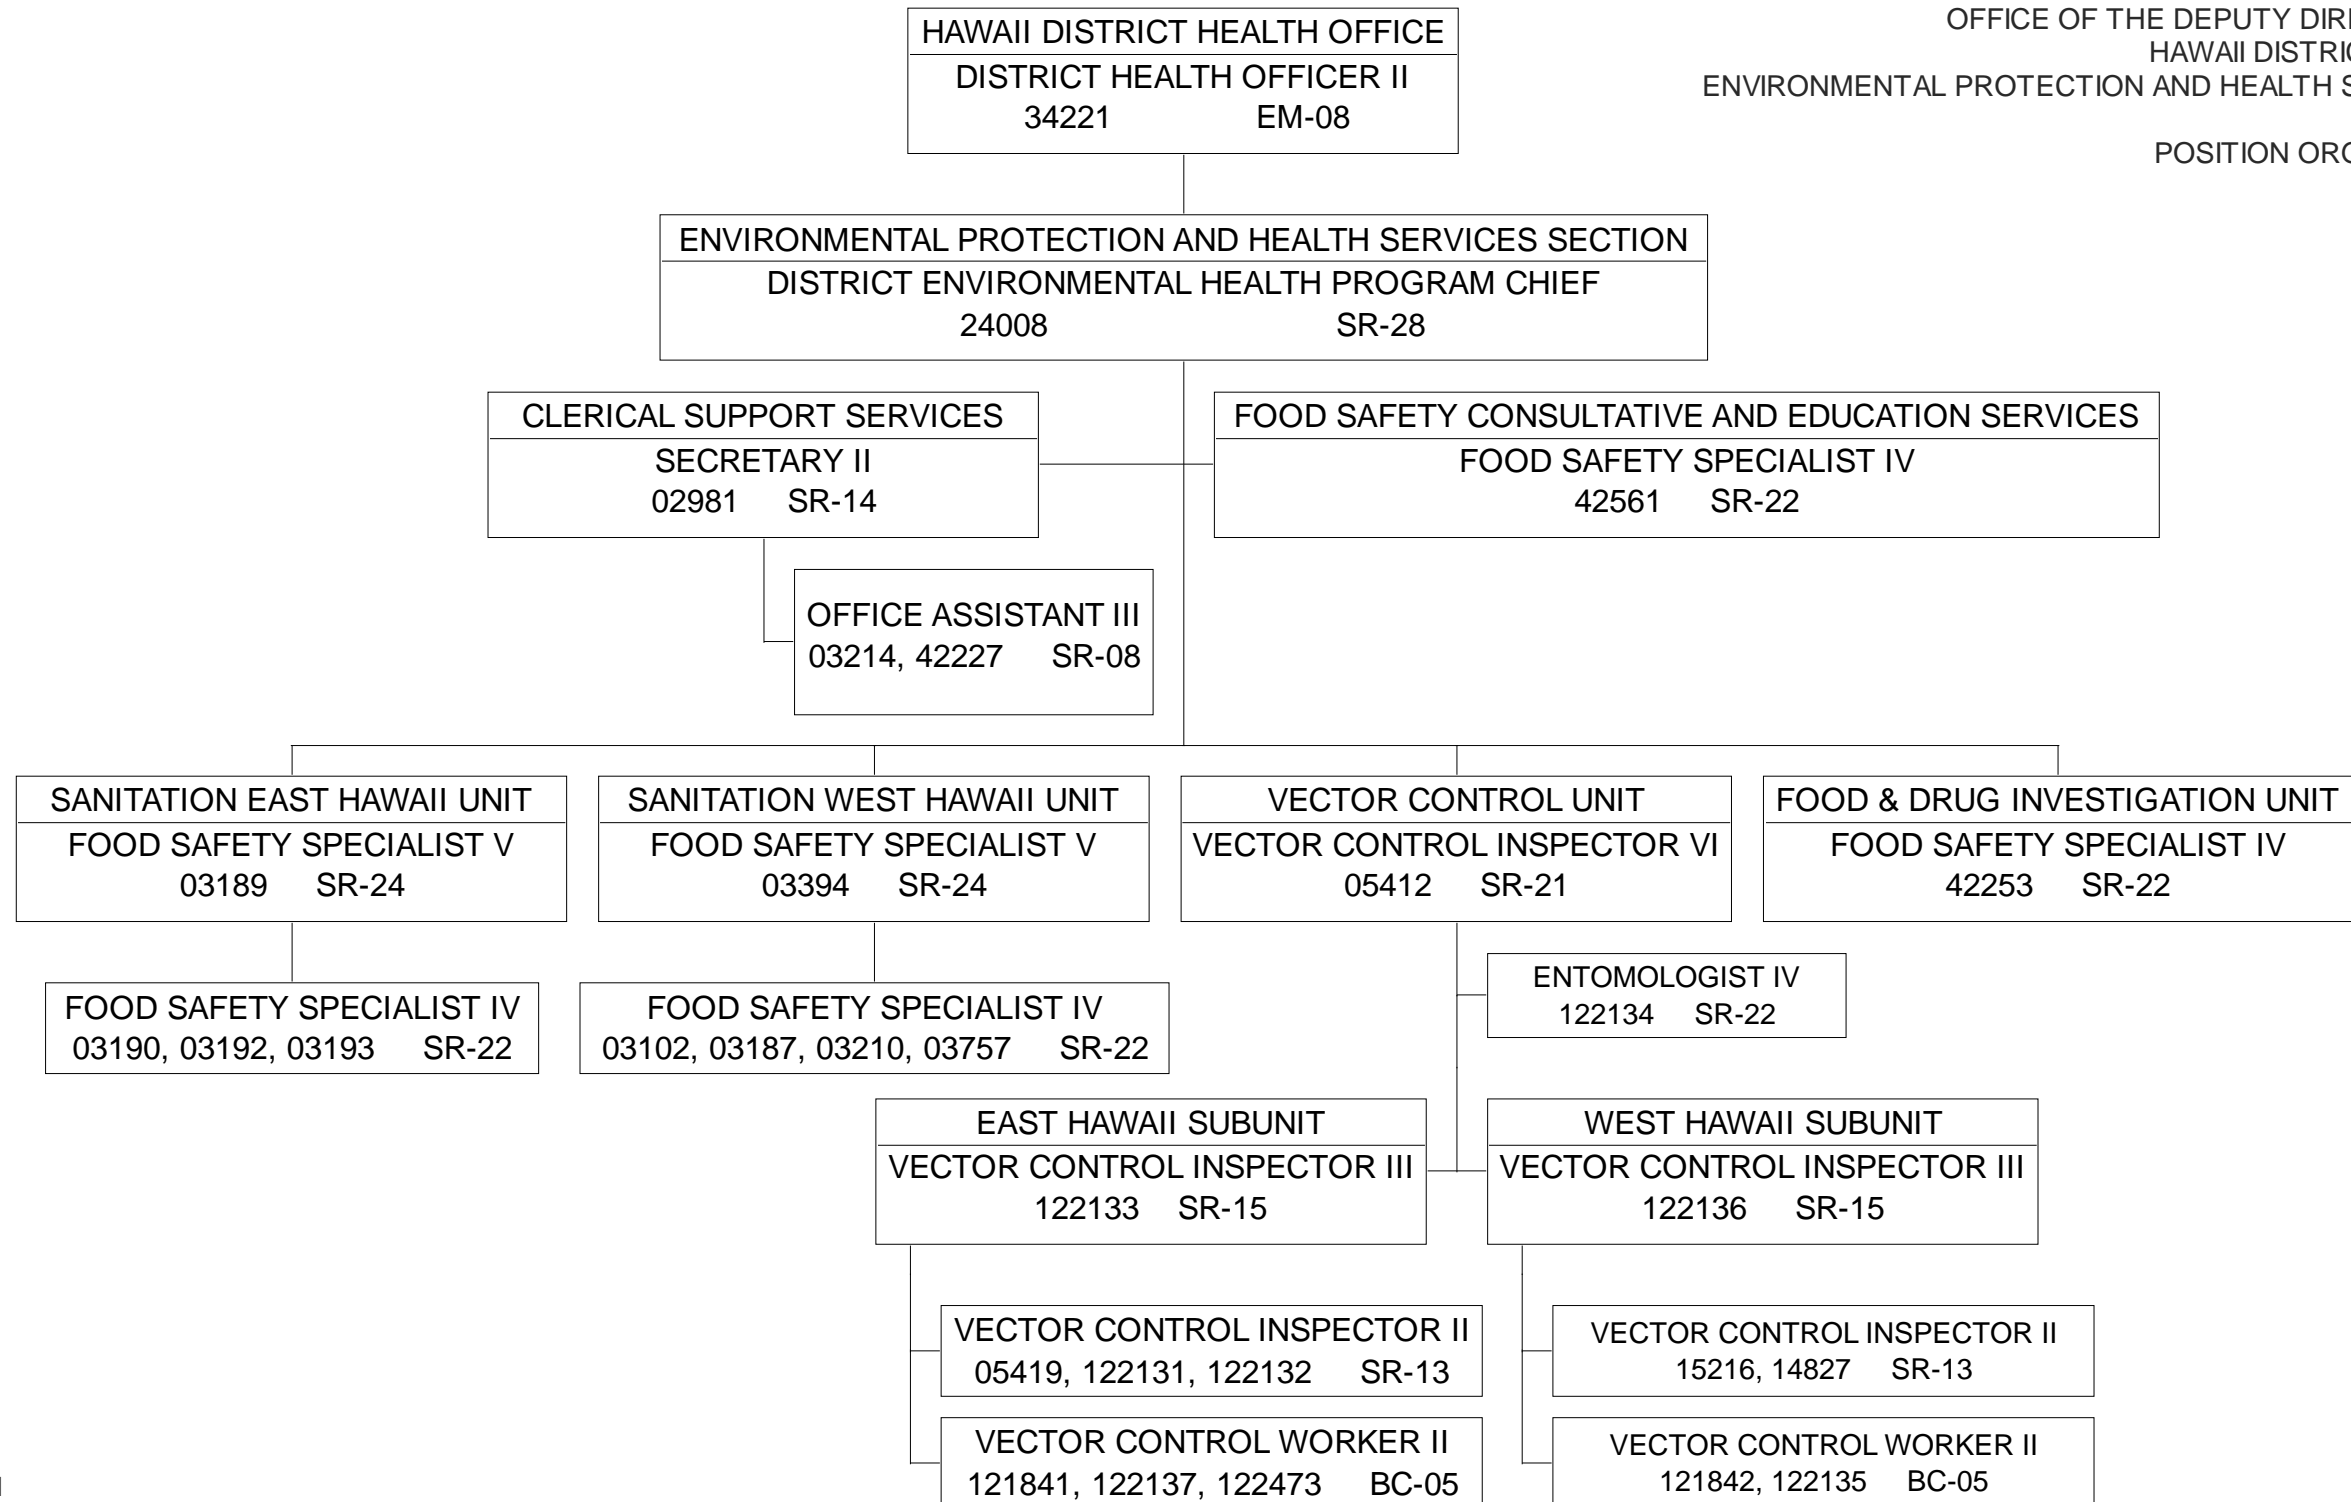 OFFICE OF THE DEPUTY
HAWAII
ENVIRONMENTAL PROTECTION AND HEALTH
POSITION
HAWAII DISTRICT HEALTH OFFICE
DISTRICT HEALTH OFFICER II
34221 EM-08
ENVIRONMENTAL PROTECTION AND HEALTH SERVICES SECTION
DISTRICT ENVIRONMENTAL HEALTH PROGRAM CHIEF
24008 SR-28
CLERICAL SUPPORT SERVICES
SECRETARY II
02981 SR-14
FOOD SAFETY CONSULTATIVE AND EDUCATION SERVICES
FOOD SAFETY SPECIALIST IV
42561 SR-22
OFFICE ASSISTANT III
03214, 42227 SR-08
SANITATION EAST HAWAII UNIT
FOOD SAFETY SPECIALIST V
03189 SR-24
FOOD SAFETY SPECIALIST IV
03190, 03192, 03193 SR-22
SANITATION WEST HAWAII UNIT
FOOD SAFETY SPECIALIST V
03394 SR-24
FOOD SAFETY SPECIALIST IV
03102, 03187, 03210, 03757 SR-22
VECTOR CONTROL UNIT
VECTOR CONTROL INSPECTOR VI
05412 SR-21
FOOD & DRUG INVESTIGATION UNIT
FOOD SAFETY SPECIALIST IV
42253 SR-22
ENTOMOLOGIST IV
122134 SR-22
EAST HAWAII SUBUNIT
VECTOR CONTROL INSPECTOR III
122133 SR-15
VECTOR CONTROL INSPECTOR II
05419, 122131, 122132 SR-13
VECTOR CONTROL WORKER II
121841, 122137, 122473 BC-05
WEST HAWAII SUBUNIT
VECTOR CONTROL INSPECTOR III
122136 SR-15
VECTOR CONTROL INSPECTOR II
15216, 14827 SR-13
VECTOR CONTROL WORKER II
121842, 122135 BC-05